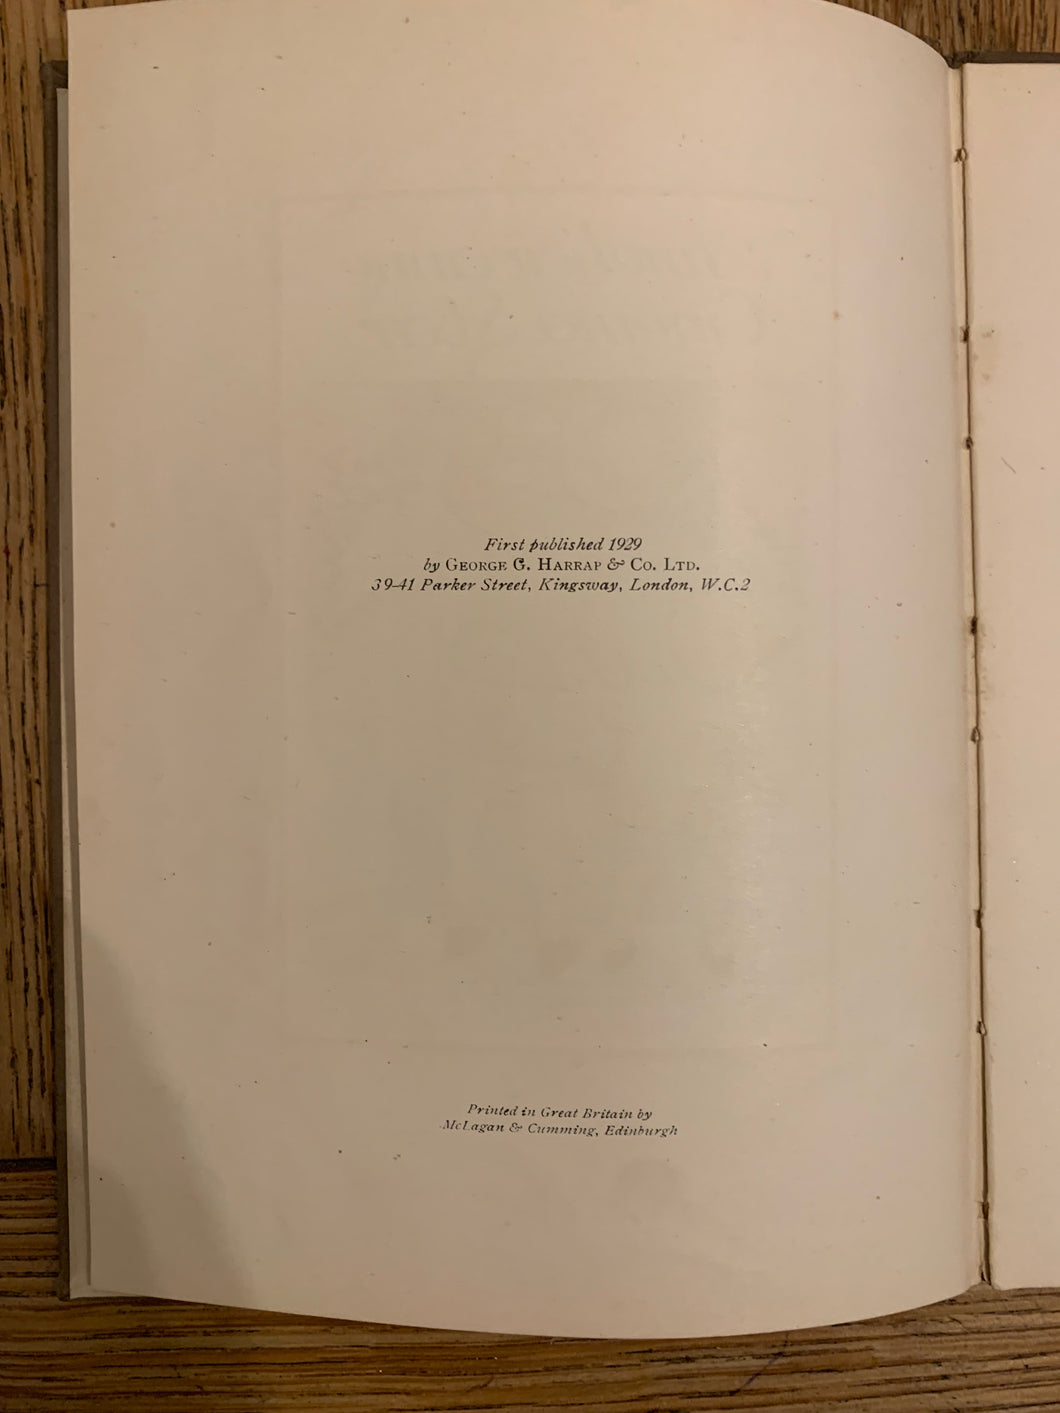 First published 1929
by GEORGE G. HARRAP & CO. LTD.
39-41 Parker Street, Kingsway, London, W.C.2
Printed in Great Britain by
McLagan & Cumming, Edinburgh